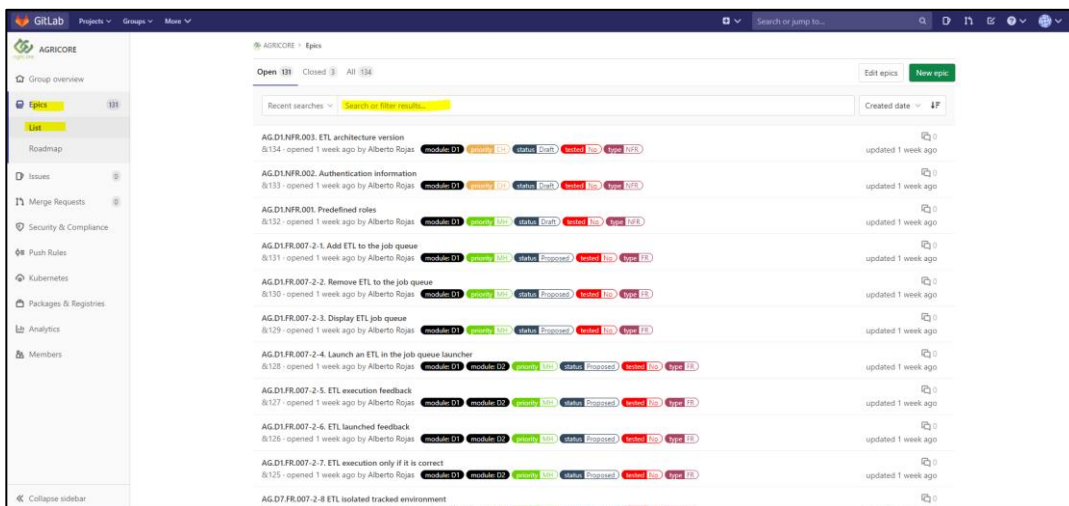 GitLab Projects Groups More Search or jump to...
AGRICORE
Group overview
Epics 131
List
Roadmap
Issues 0
Merge Requests 0
Security & Compliance
Push Rules
Kubernetes
Packages & Registries
Analytics
Members
Collapse sidebar
AGRICORE > Epics
Open 131 Closed 3 All 134 Edit epics New epic
Recent searches Search or filter results... Created date
AG.D1.NFR.003. ETL architecture version 0
&134 · opened 1 week ago by Alberto Rojas module: D1 priority CH status Draft tested No type NFR updated 1 week ago
AG.D1.NFR.002. Authentication information 0
&133 · opened 1 week ago by Alberto Rojas module: D1 priority CH status Draft tested No type NFR updated 1 week ago
AG.D1.NFR.001. Predefined roles 0
&132 · opened 1 week ago by Alberto Rojas module: D1 priority MH status Draft tested No type NFR updated 1 week ago
AG.D1.FR.007-2-1. Add ETL to the job queue 0
&131 · opened 1 week ago by Alberto Rojas module: D1 priority MH status Proposed tested No type FR updated 1 week ago
AG.D1.FR.007-2-2. Remove ETL to the job queue 0
&130 · opened 1 week ago by Alberto Rojas module: D1 priority MH status Proposed tested No type FR updated 1 week ago
AG.D1.FR.007-2-3. Display ETL job queue 0
&129 · opened 1 week ago by Alberto Rojas module: D1 priority MH status Proposed tested No type FR updated 1 week ago
AG.D1.FR.007-2-4. Launch an ETL in the job queue launcher 0
&128 · opened 1 week ago by Alberto Rojas module: D1 module: D2 priority MH status Proposed tested No type FR updated 1 week ago
AG.D1.FR.007-2-5. ETL execution feedback 0
&127 · opened 1 week ago by Alberto Rojas module: D1 module: D2 priority MH status Proposed tested No type FR updated 1 week ago
AG.D1.FR.007-2-6. ETL launched feedback 0
&126 · opened 1 week ago by Alberto Rojas module: D1 module: D2 priority MH status Proposed tested No type FR updated 1 week ago
AG.D1.FR.007-2-7. ETL execution only if it is correct 0
&125 · opened 1 week ago by Alberto Rojas module: D1 module: D2 priority MH status Proposed tested No type FR updated 1 week ago
AG.D7.FR.007-2-8 ETL isolated tracked environment 0